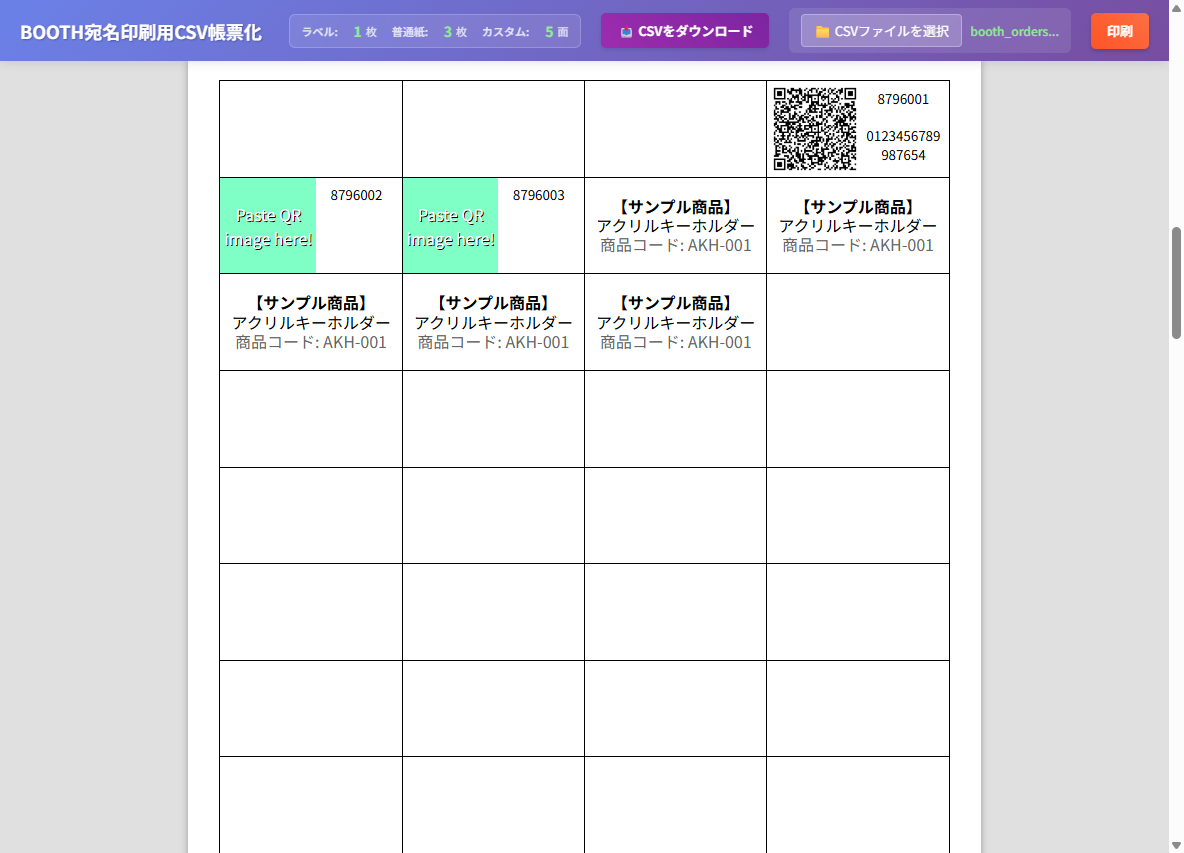 BOOTH宛名印刷用CSV帳票化
ラベル: 1 枚 普通紙: 3 枚 カスタム: 5 面
CSVをダウンロード
CSVファイルを選択
booth_orders...
印刷
8796001
0123456789
987654
Paste QR
image here!
8796002
Paste QR
image here!
8796003
【サンプル商品】
アクリルキーホルダー
商品コード: AKH-001
【サンプル商品】
アクリルキーホルダー
商品コード: AKH-001
【サンプル商品】
アクリルキーホルダー
商品コード: AKH-001
【サンプル商品】
アクリルキーホルダー
商品コード: AKH-001
【サンプル商品】
アクリルキーホルダー
商品コード: AKH-001